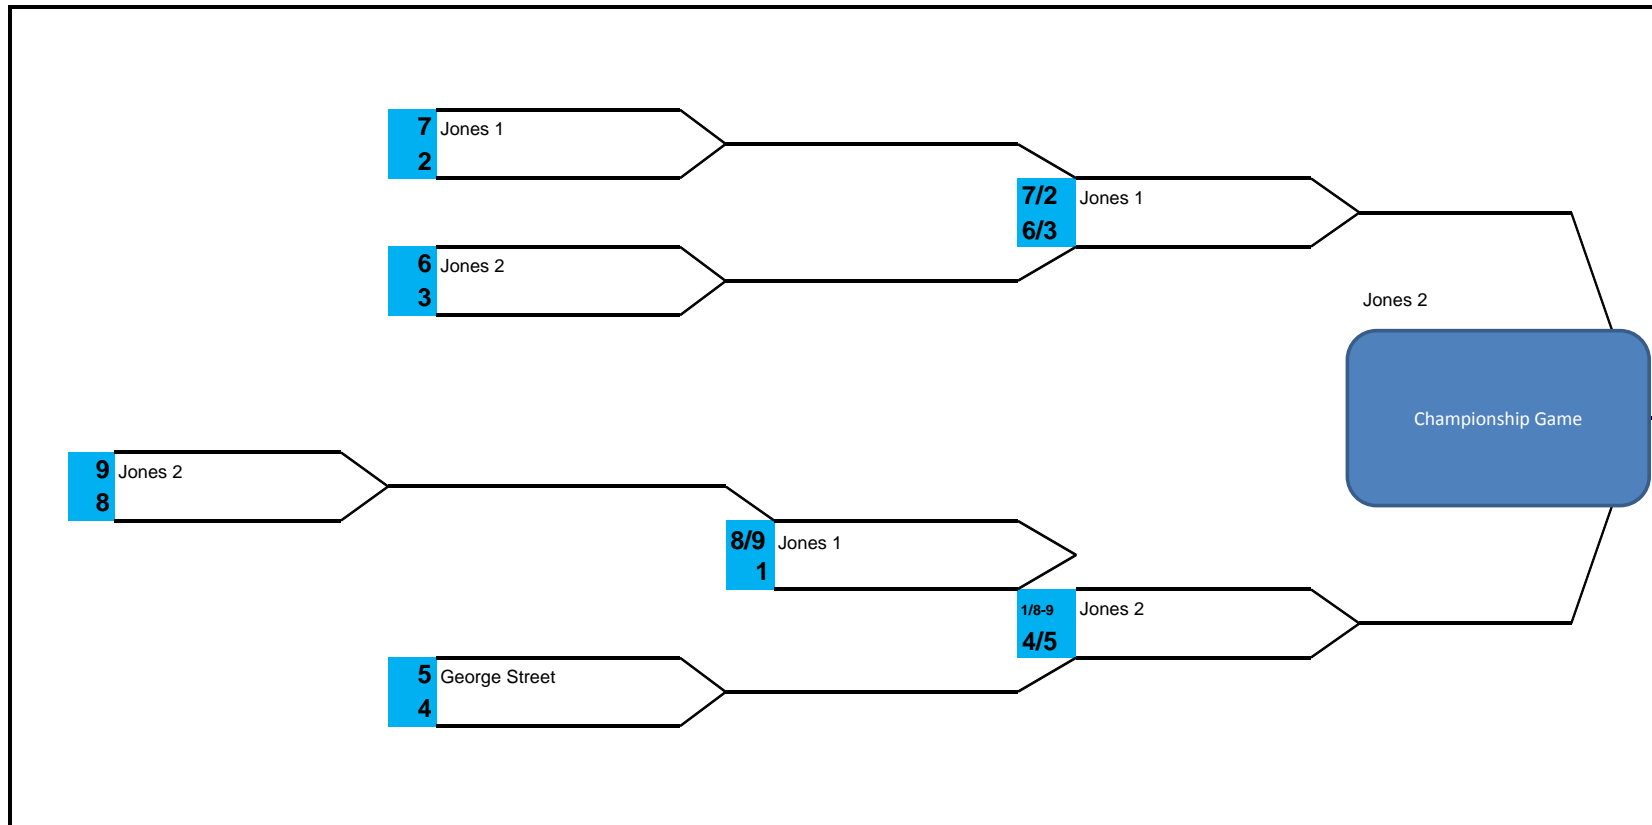 7 Jones 1
2
7/2 Jones 1
6/3
6 Jones 2
3
Jones 2
Championship Game
9 Jones 2
8
8/9 Jones 1
1
1/8-9 Jones 2
4/5
5 George Street
4